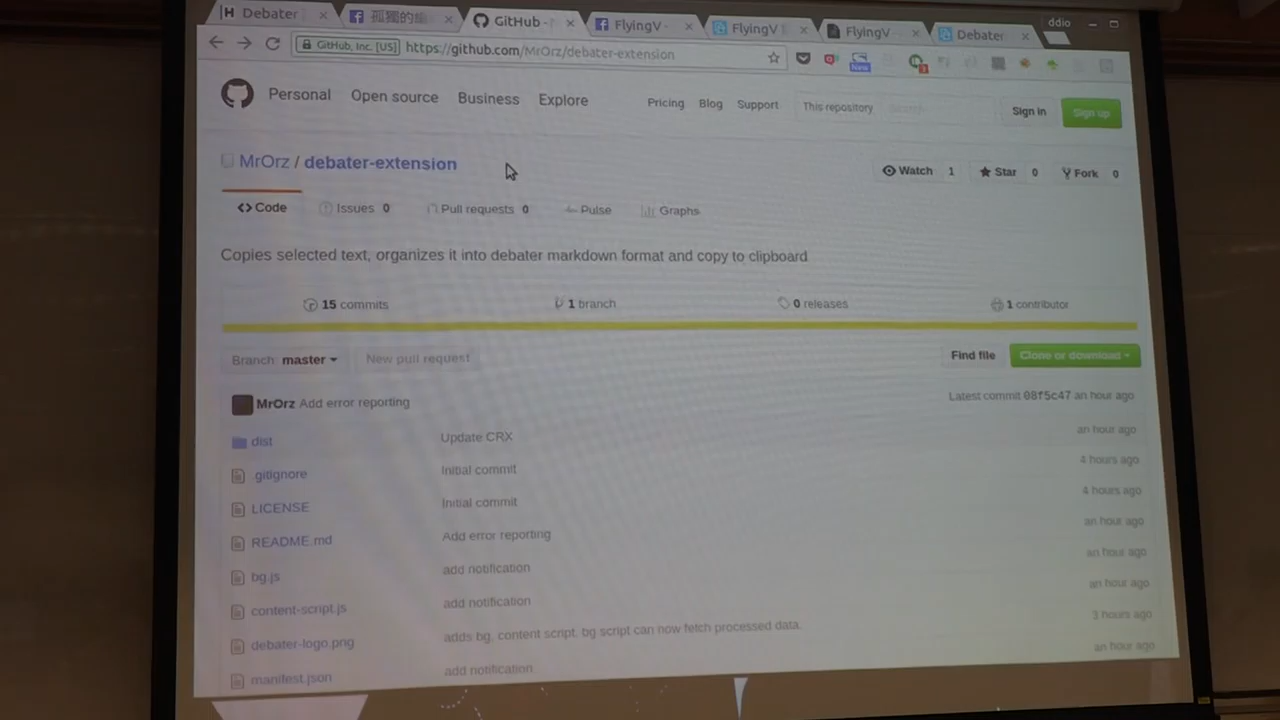 Debater
孤獨的
GitHub -
FlyingV -
FlyingV
FlyingV
Debater
ddio
GitHub, Inc. [US] https://github.com/MrOrz/debater-extension
New
Personal Open source Business Explore Pricing Blog Support This repository Search Sign in Sign up
MrOrz / debater-extension
Watch 1 Star 0 Fork 0
Code Issues 0 Pull requests 0 Pulse Graphs
Copies selected text, organizes it into debater markdown format and copy to clipboard
15 commits 1 branch 0 releases 1 contributor
Branch: master New pull request Find file Clone or download
MrOrz Add error reporting Latest commit 08f5c47 an hour ago
dist Update CRX an hour ago
.gitignore Initial commit 4 hours ago
LICENSE Initial commit 4 hours ago
README.md Add error reporting an hour ago
bg.js add notification an hour ago
content-script.js add notification an hour ago
debater-logo.png adds bg, content script. bg script can now fetch processed data. 3 hours ago
manifest.json add notification an hour ago